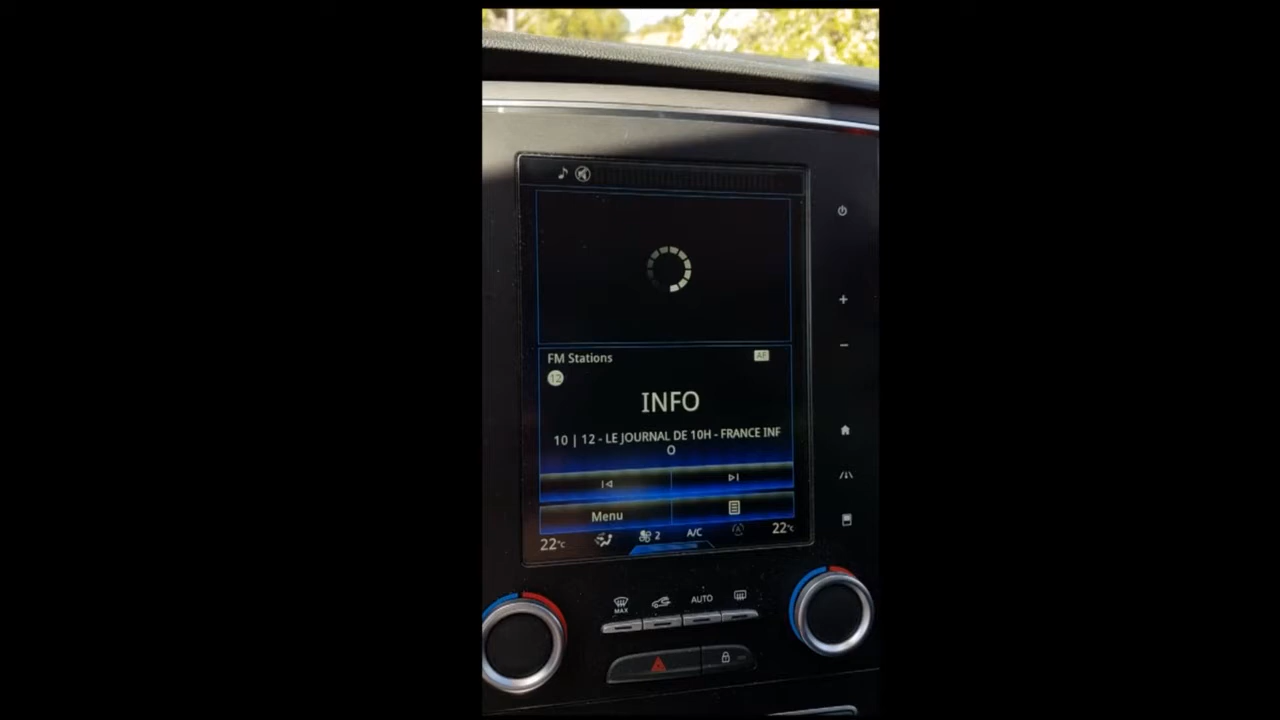 FM Stations
AF
12
INFO
10 | 12 - LE JOURNAL DE 10H - FRANCE INF
O
Menu
22°C
2
A/C
A
22°C
MAX
AUTO